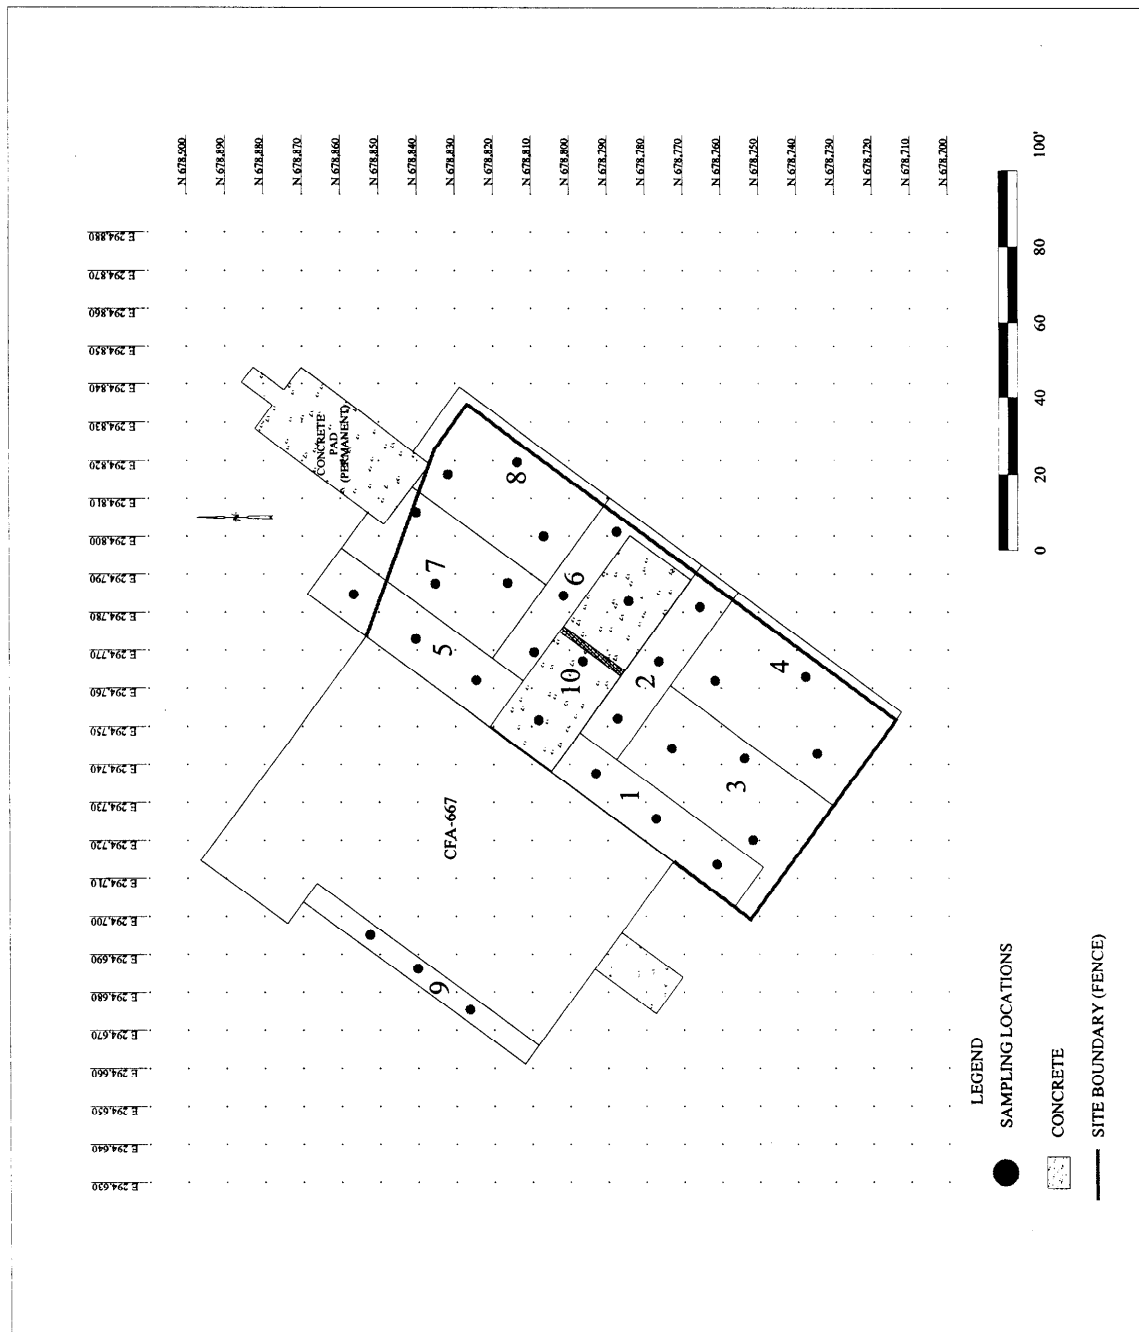 N 678,900
N 678,890
N 678,880
N 678,870
N 678,860
N 678,850
N 678,840
N 678,830
N 678,820
N 678,810
N 678,800
N 678,790
N 678,780
N 678,770
N 678,760
N 678,750
N 678,740
N 678,730
N 678,720
N 678,710
N 678,700
E 294,630
E 294,640
E 294,650
E 294,660
E 294,670
E 294,680
E 294,690
E 294,700
E 294,710
E 294,720
E 294,730
E 294,740
E 294,750
E 294,760
E 294,770
E 294,780
E 294,790
E 294,800
E 294,810
E 294,820
E 294,830
E 294,840
E 294,850
E 294,860
E 294,870
E 294,880
CONCRETE
PAD
(PERMANENT)
CFA-667
9
5
7
8
10
6
1
2
3
4
LEGEND
SAMPLING LOCATIONS
CONCRETE
SITE BOUNDARY (FENCE)
0
20
40
60
80
100'